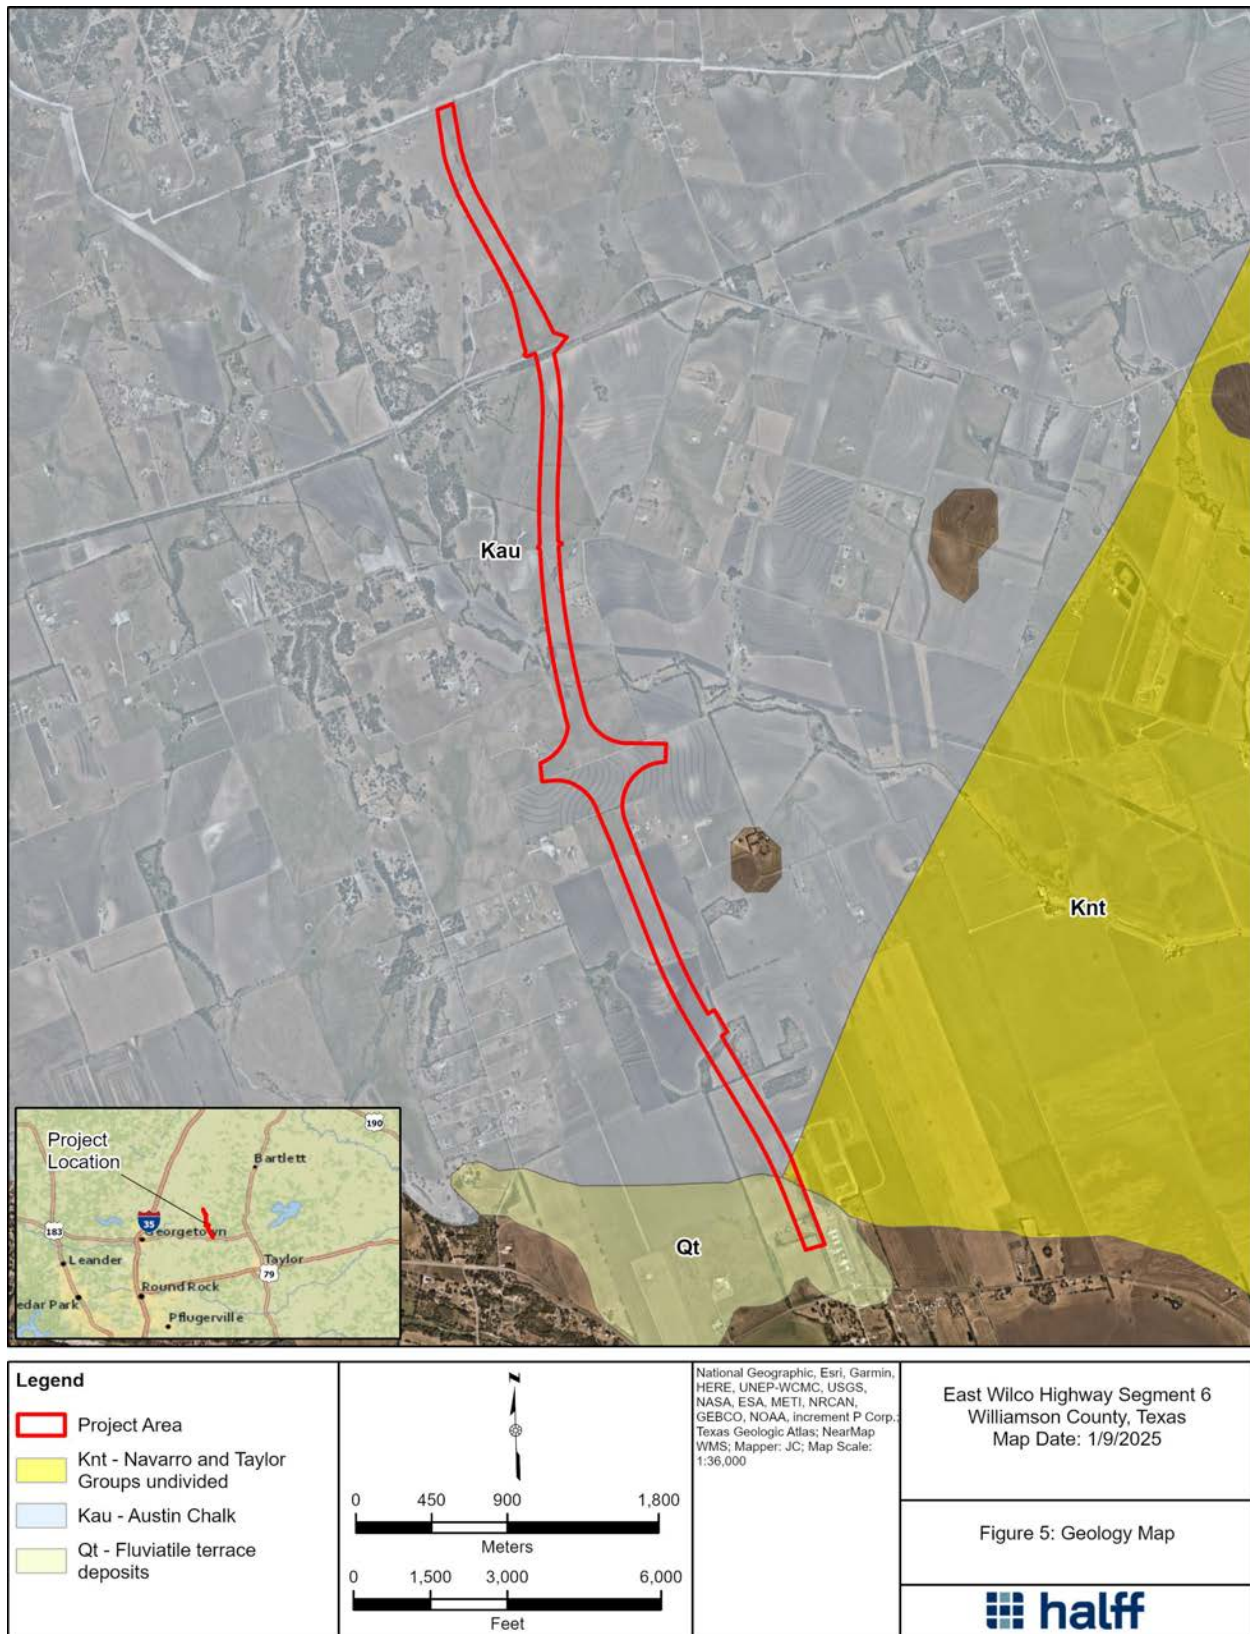 Kau
Knt
Qt
Project
Location
190
Bartlett
35
Georgetown
183
Leander
Taylor
79
Round Rock
edar Park
Pflugerville
Legend
Project Area
Knt - Navarro and Taylor
Groups undivided
Kau - Austin Chalk
Qt - Fluviatile terrace
deposits
N
0 450 900 1,800
Meters
0 1,500 3,000 6,000
Feet
National Geographic, Esri, Garmin,
HERE, UNEP-WCMC, USGS,
NASA, ESA, METI, NRCAN,
GEBCO, NOAA, increment P Corp.;
Texas Geologic Atlas; NearMap
WMS; Mapper: JC; Map Scale:
1:36,000
East Wilco Highway Segment 6
Williamson County, Texas
Map Date: 1/9/2025
Figure 5: Geology Map
halff